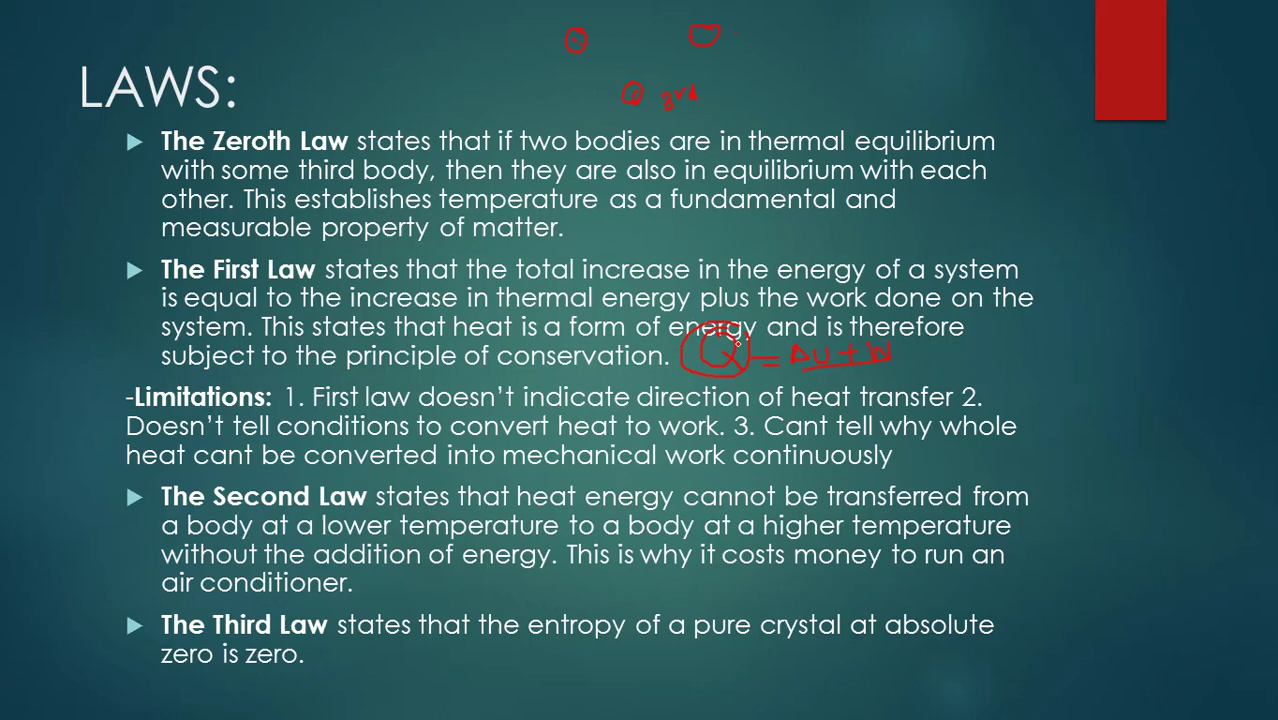 LAWS:
3rd
The Zeroth Law states that if two bodies are in thermal equilibrium
with some third body, then they are also in equilibrium with each
other. This establishes temperature as a fundamental and
measurable property of matter.
The First Law states that the total increase in the energy of a system
is equal to the increase in thermal energy plus the work done on the
system. This states that heat is a form of energy and is therefore
subject to the principle of conservation. Q = ΔU + W
-Limitations: 1. First law doesn't indicate direction of heat transfer 2.
Doesn't tell conditions to convert heat to work. 3. Cant tell why whole
heat cant be converted into mechanical work continuously
The Second Law states that heat energy cannot be transferred from
a body at a lower temperature to a body at a higher temperature
without the addition of energy. This is why it costs money to run an
air conditioner.
The Third Law states that the entropy of a pure crystal at absolute
zero is zero.